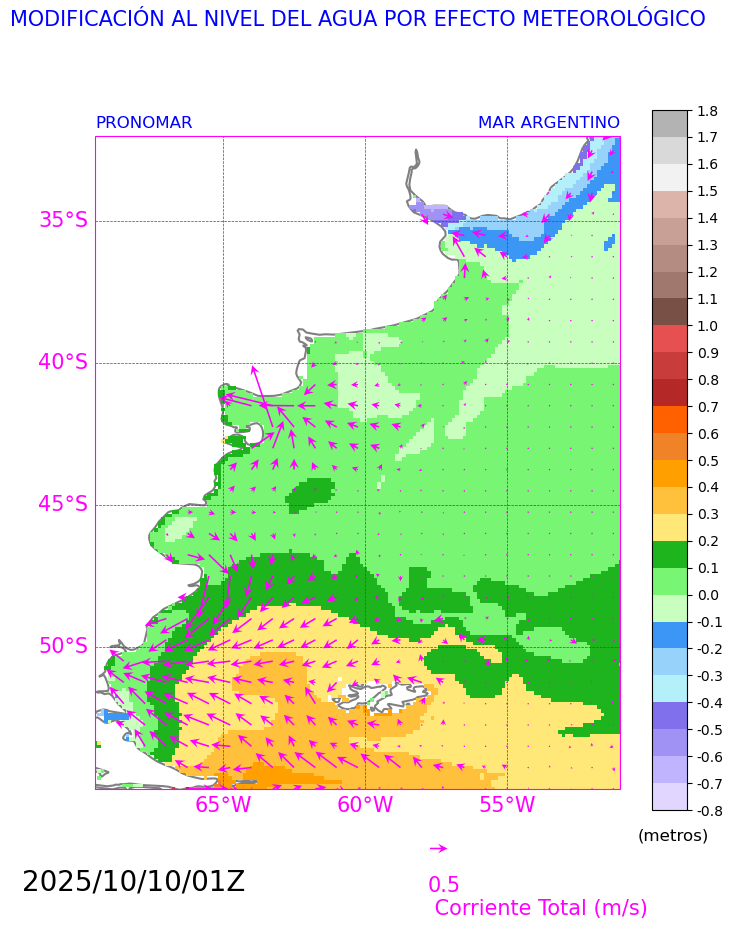 MODIFICACIÓN AL NIVEL DEL AGUA POR EFECTO METEOROLÓGICO
PRONOMAR
MAR ARGENTINO
35°S
40°S
45°S
50°S
65°W
60°W
55°W
1.8
1.7
1.6
1.5
1.4
1.3
1.2
1.1
1.0
0.9
0.8
0.7
0.6
0.5
0.4
0.3
0.2
0.1
0.0
-0.1
-0.2
-0.3
-0.4
-0.5
-0.6
-0.7
-0.8
(metros)
2025/10/10/01Z
0.5
Corriente Total (m/s)